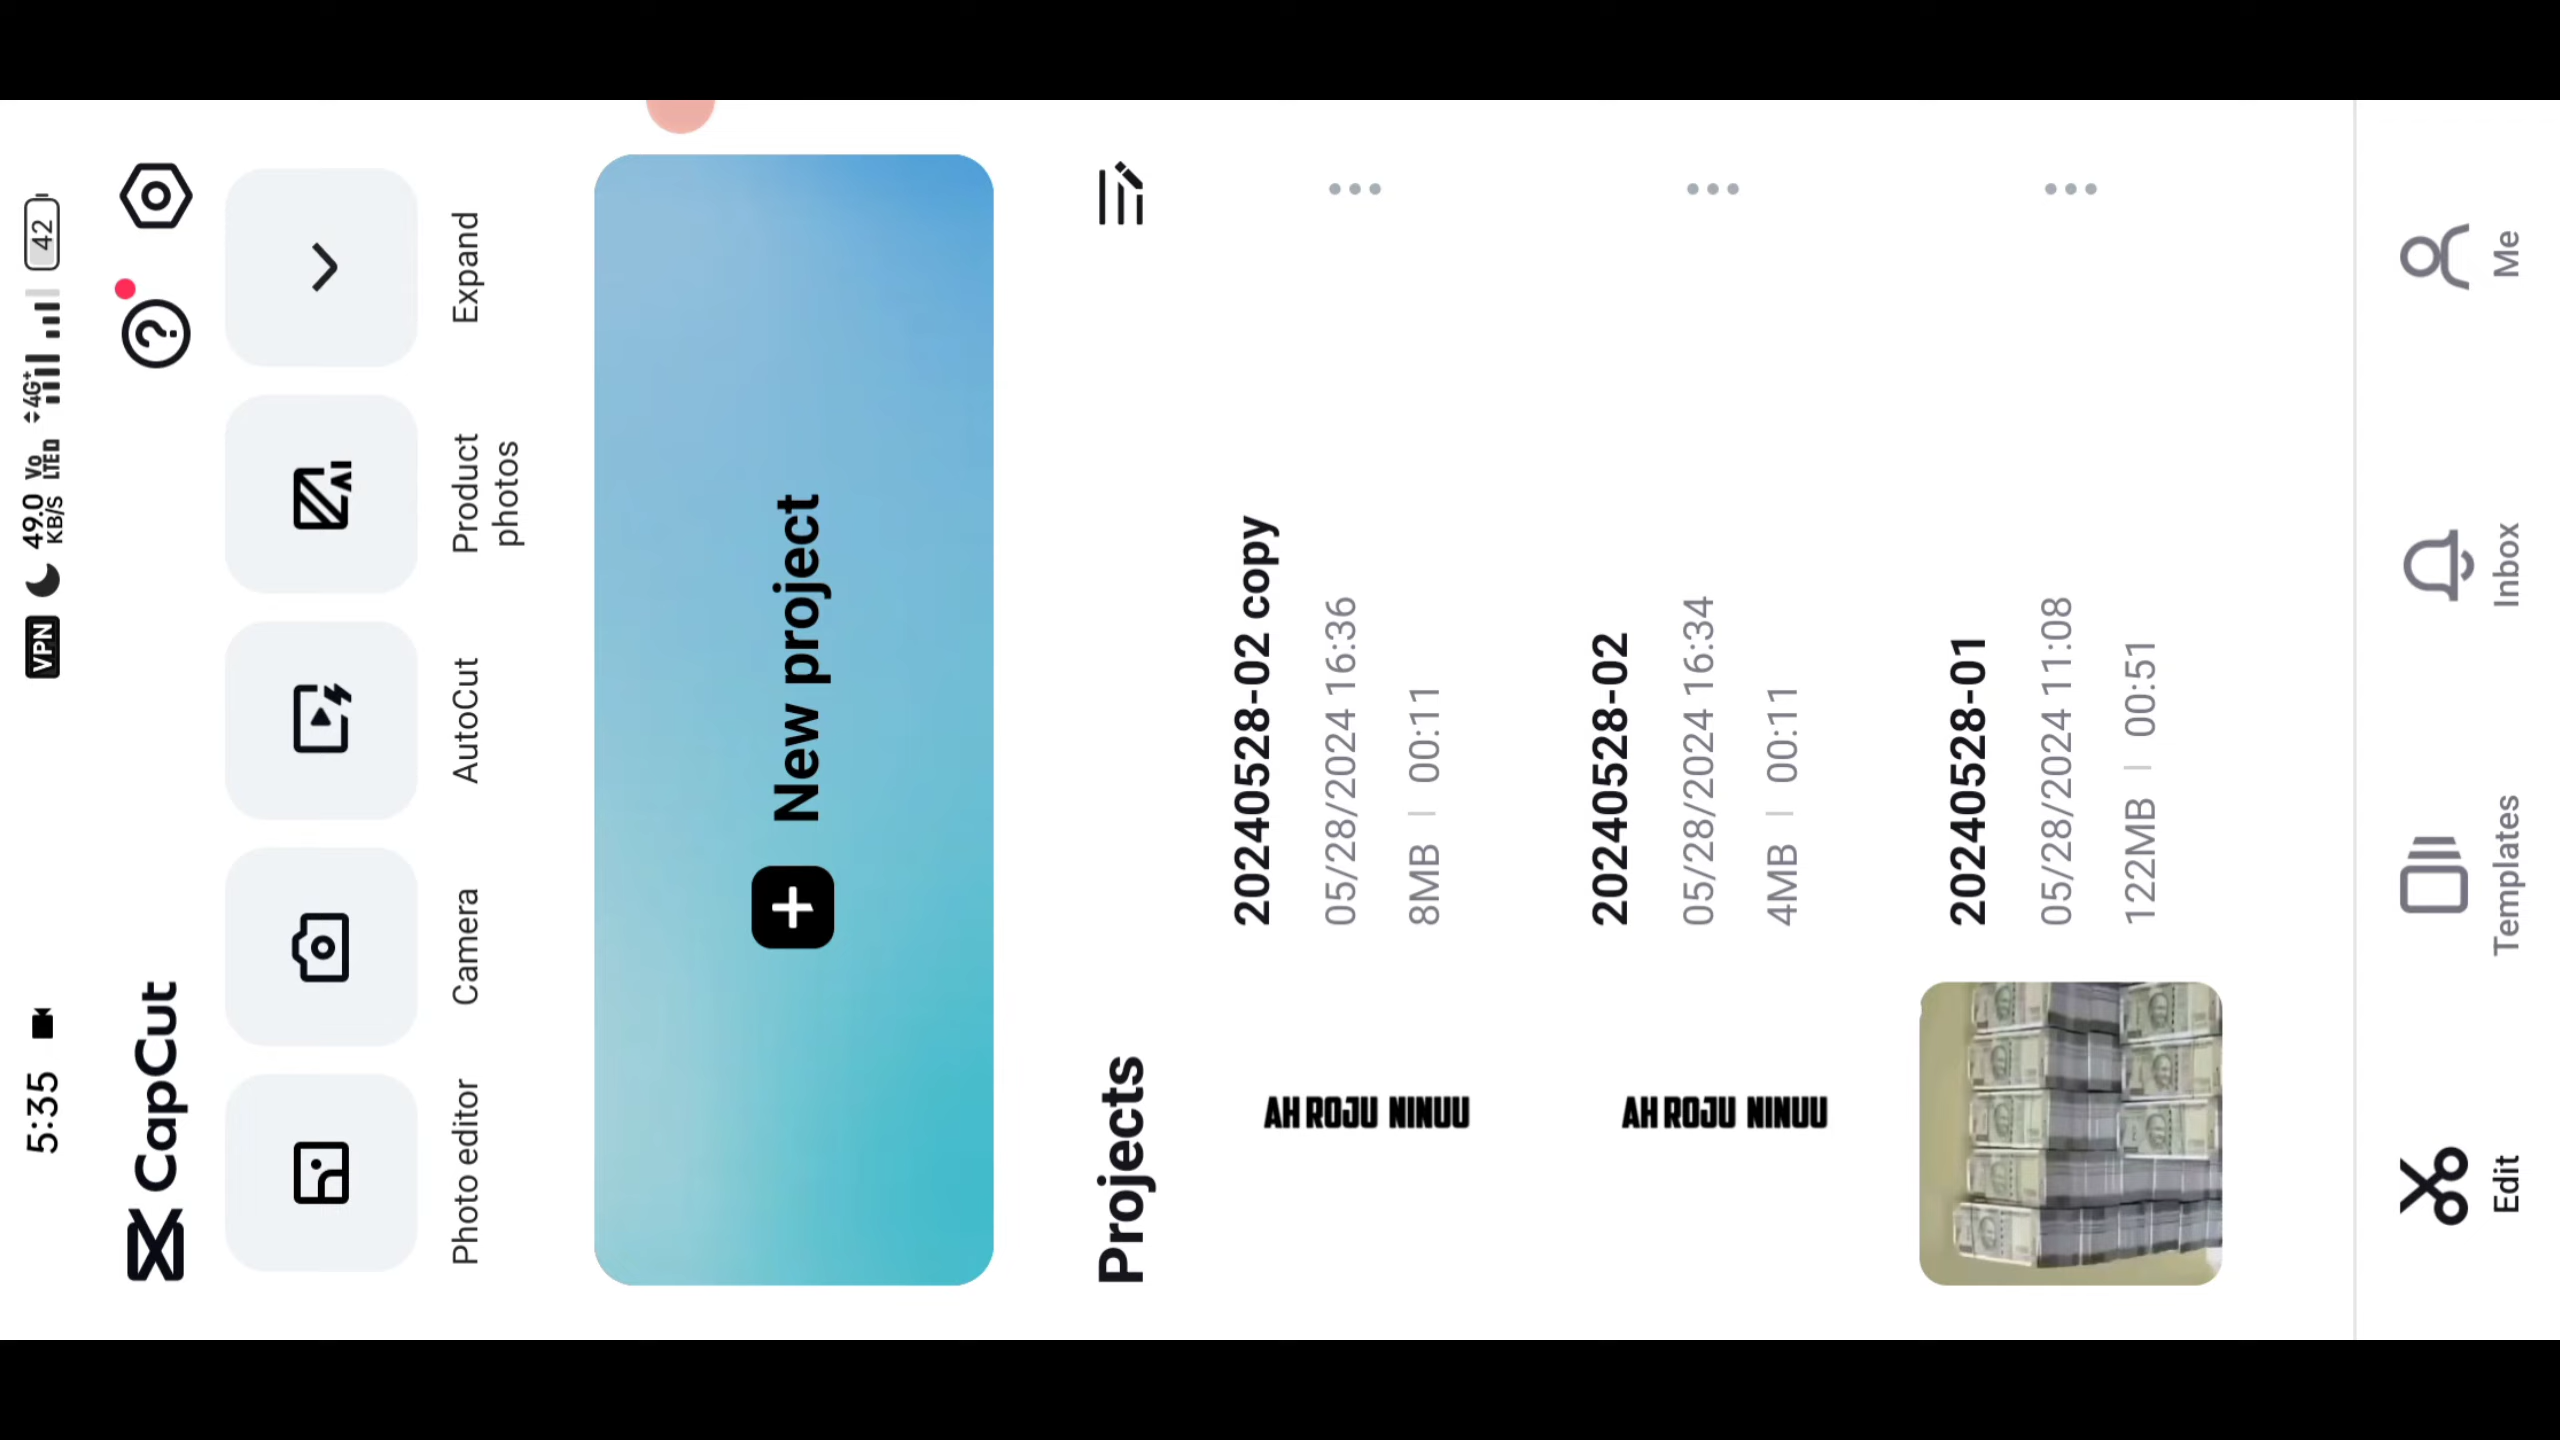 5:35
VPN
49.0 KB/S
Vo LTE D
4G+
42
CapCut
Photo editor
Camera
AutoCut
Product
photos
Expand
AI
New project
Projects
AH ROJU NINUU
20240528-02 copy
05/28/2024 16:36
8MB | 00:11
AH ROJU NINUU
20240528-02
05/28/2024 16:34
4MB | 00:11
20240528-01
05/28/2024 11:08
122MB | 00:51
Edit
Templates
Inbox
Me